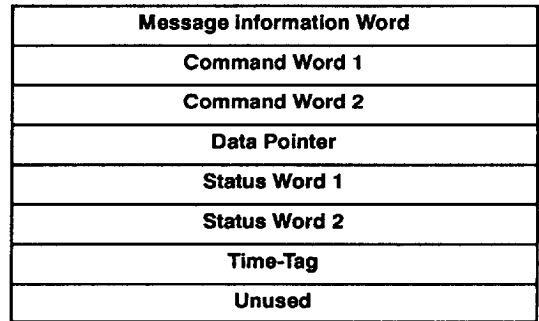 Message Information Word
Command Word 1
Command Word 2
Data Pointer
Status Word 1
Status Word 2
Time-Tag
Unused